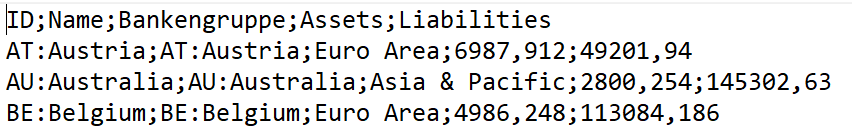 ID;Name;Bankengruppe;Assets;Liabilities
AT:Austria;AT:Austria;Euro Area;6987,912;49201,94
AU:Australia;AU:Australia;Asia & Pacific;2800,254;145302,63
BE:Belgium;BE:Belgium;Euro Area;4986,248;113084,186